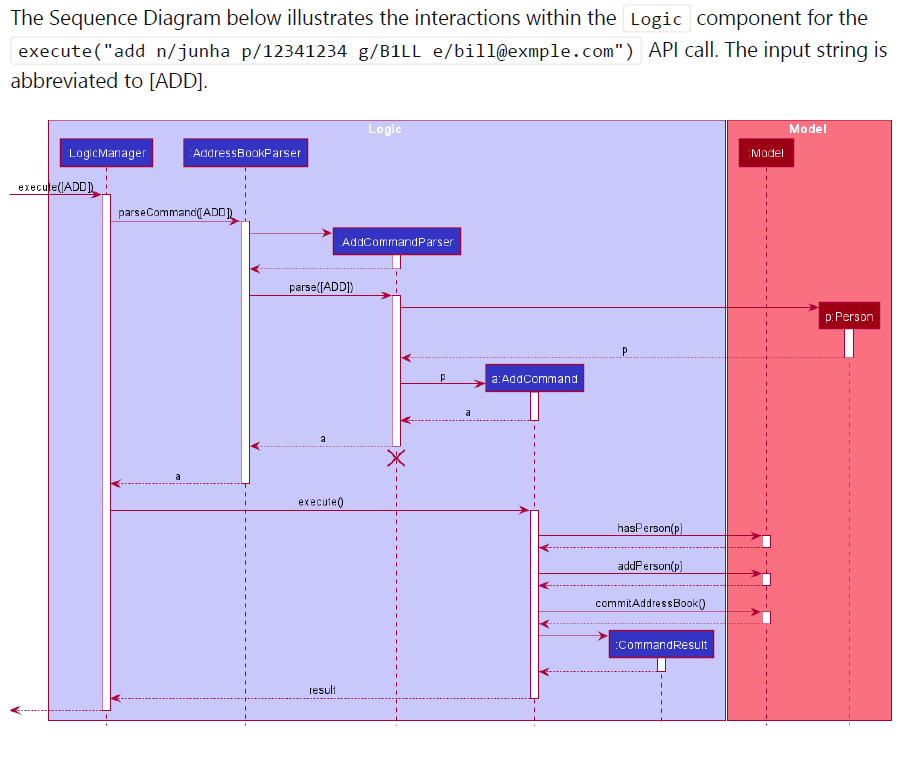 The Sequence Diagram below illustrates the interactions within the Logic component for the
execute("add n/junha p/12341234 g/B1LL e/bill@exmple.com") API call. The input string is
abbreviated to [ADD].
Logic
Model
:LogicManager
:AddressBookParser
:Model
execute([ADD])
parseCommand([ADD])
:AddCommandParser
parse([ADD])
p:Person
p
p
a:AddCommand
a
a
a
execute()
hasPerson(p)
addPerson(p)
commitAddressBook()
:CommandResult
result